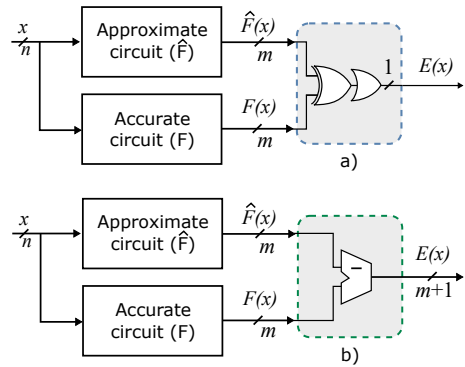 x
n
Approximate
circuit (F̂)
F̂(x)
m
Accurate
circuit (F)
F(x)
m
1
E(x)
a)
x
n
Approximate
circuit (F̂)
F̂(x)
m
Accurate
circuit (F)
F(x)
m
−
E(x)
m+1
b)